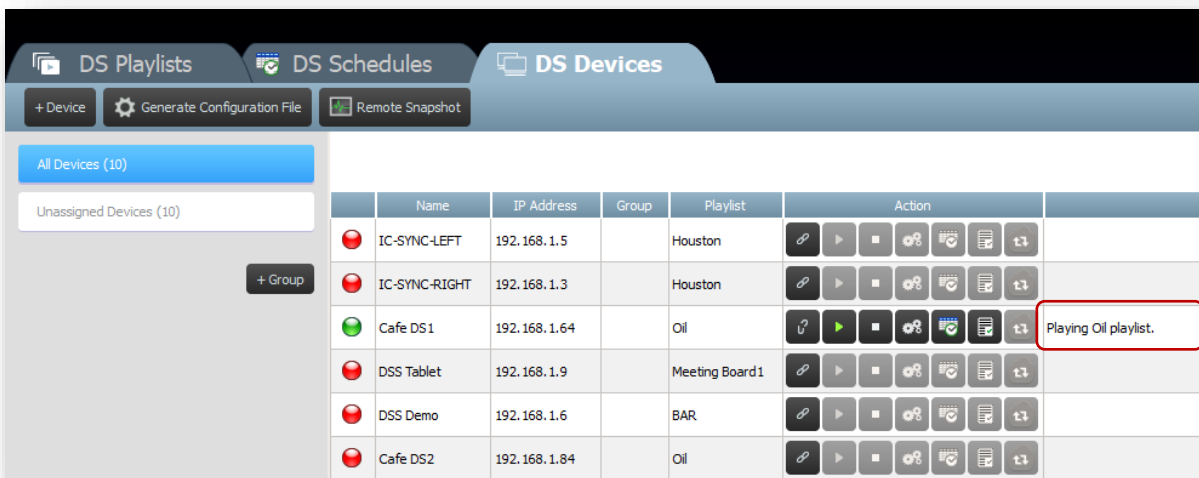 DS Playlists DS Schedules DS Devices
+ Device Generate Configuration File Remote Snapshot
All Devices (10)
Unassigned Devices (10)
+ Group
Name IP Address Group Playlist Action
IC-SYNC-LEFT 192.168.1.5 Houston
IC-SYNC-RIGHT 192.168.1.3 Houston
Cafe DS1 192.168.1.64 Oil Playing Oil playlist.
DSS Tablet 192.168.1.9 Meeting Board1
DSS Demo 192.168.1.6 BAR
Cafe DS2 192.168.1.84 Oil